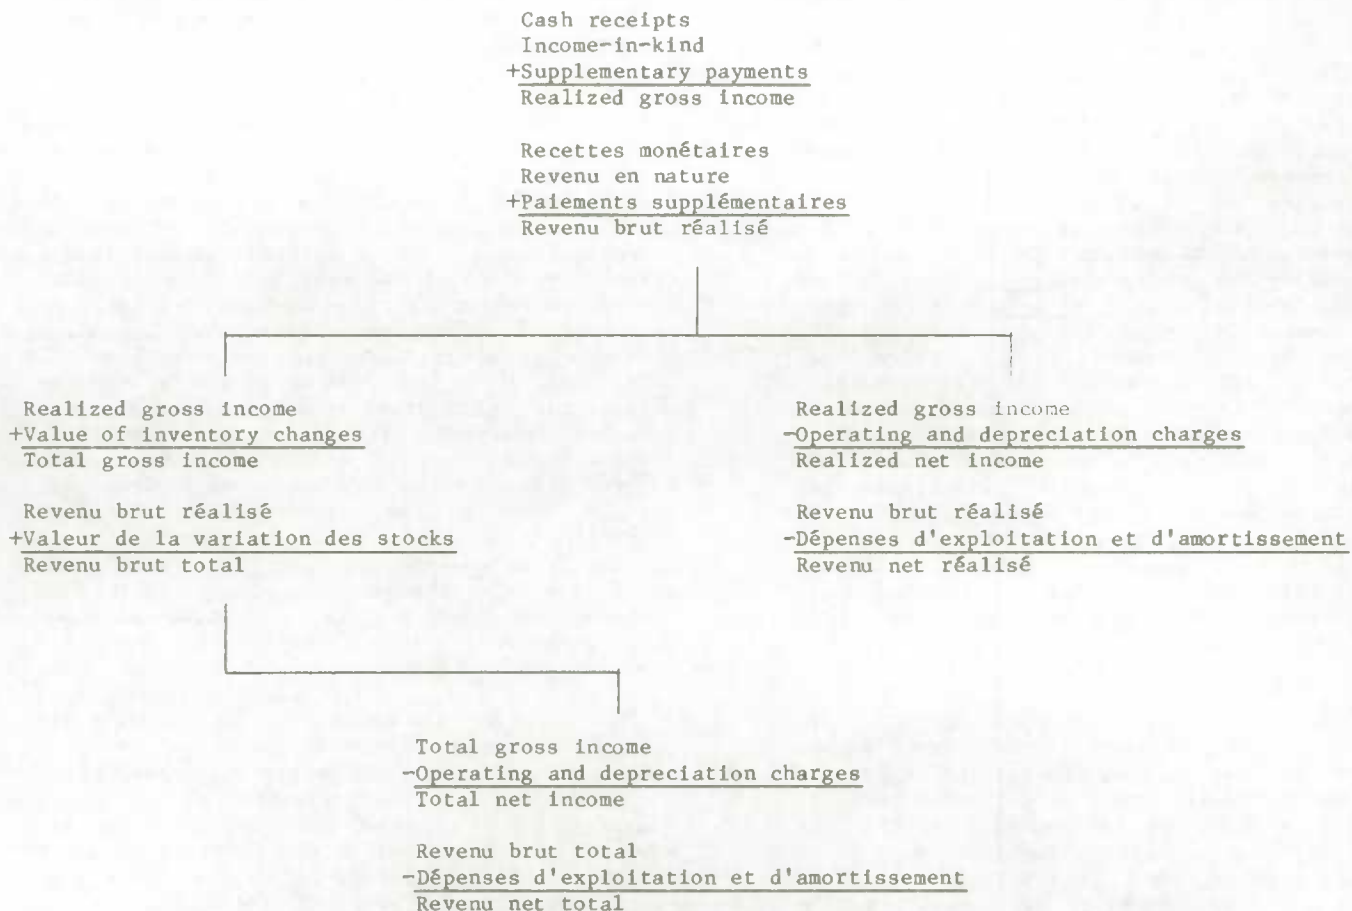 Cash receipts
Income-in-kind
+Supplementary payments
Realized gross income
Recettes monétaires
Revenu en nature
+Paiements supplémentaires
Revenu brut réalisé
Realized gross income
+Value of inventory changes
Total gross income
Revenu brut réalisé
+Valeur de la variation des stocks
Revenu brut total
Realized gross income
-Operating and depreciation charges
Realized net income
Revenu brut réalisé
-Dépenses d'exploitation et d'amortissement
Revenu net réalisé
Total gross income
-Operating and depreciation charges
Total net income
Revenu brut total
-Dépenses d'exploitation et d'amortissement
Revenu net total